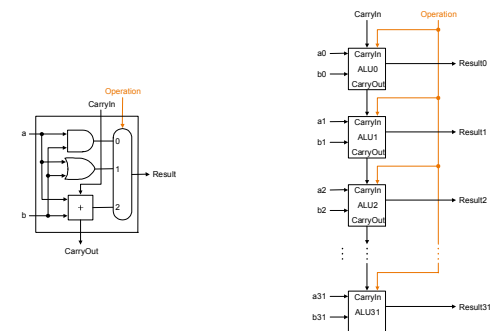 Operation
CarryIn
a
0
1
Result
+
2
b
CarryOut
CarryIn
Operation
a0
CarryIn
ALU0
Result0
b0
CarryOut
a1
CarryIn
ALU1
Result1
b1
CarryOut
a2
CarryIn
ALU2
Result2
b2
CarryOut
a31
CarryIn
ALU31
Result31
b31